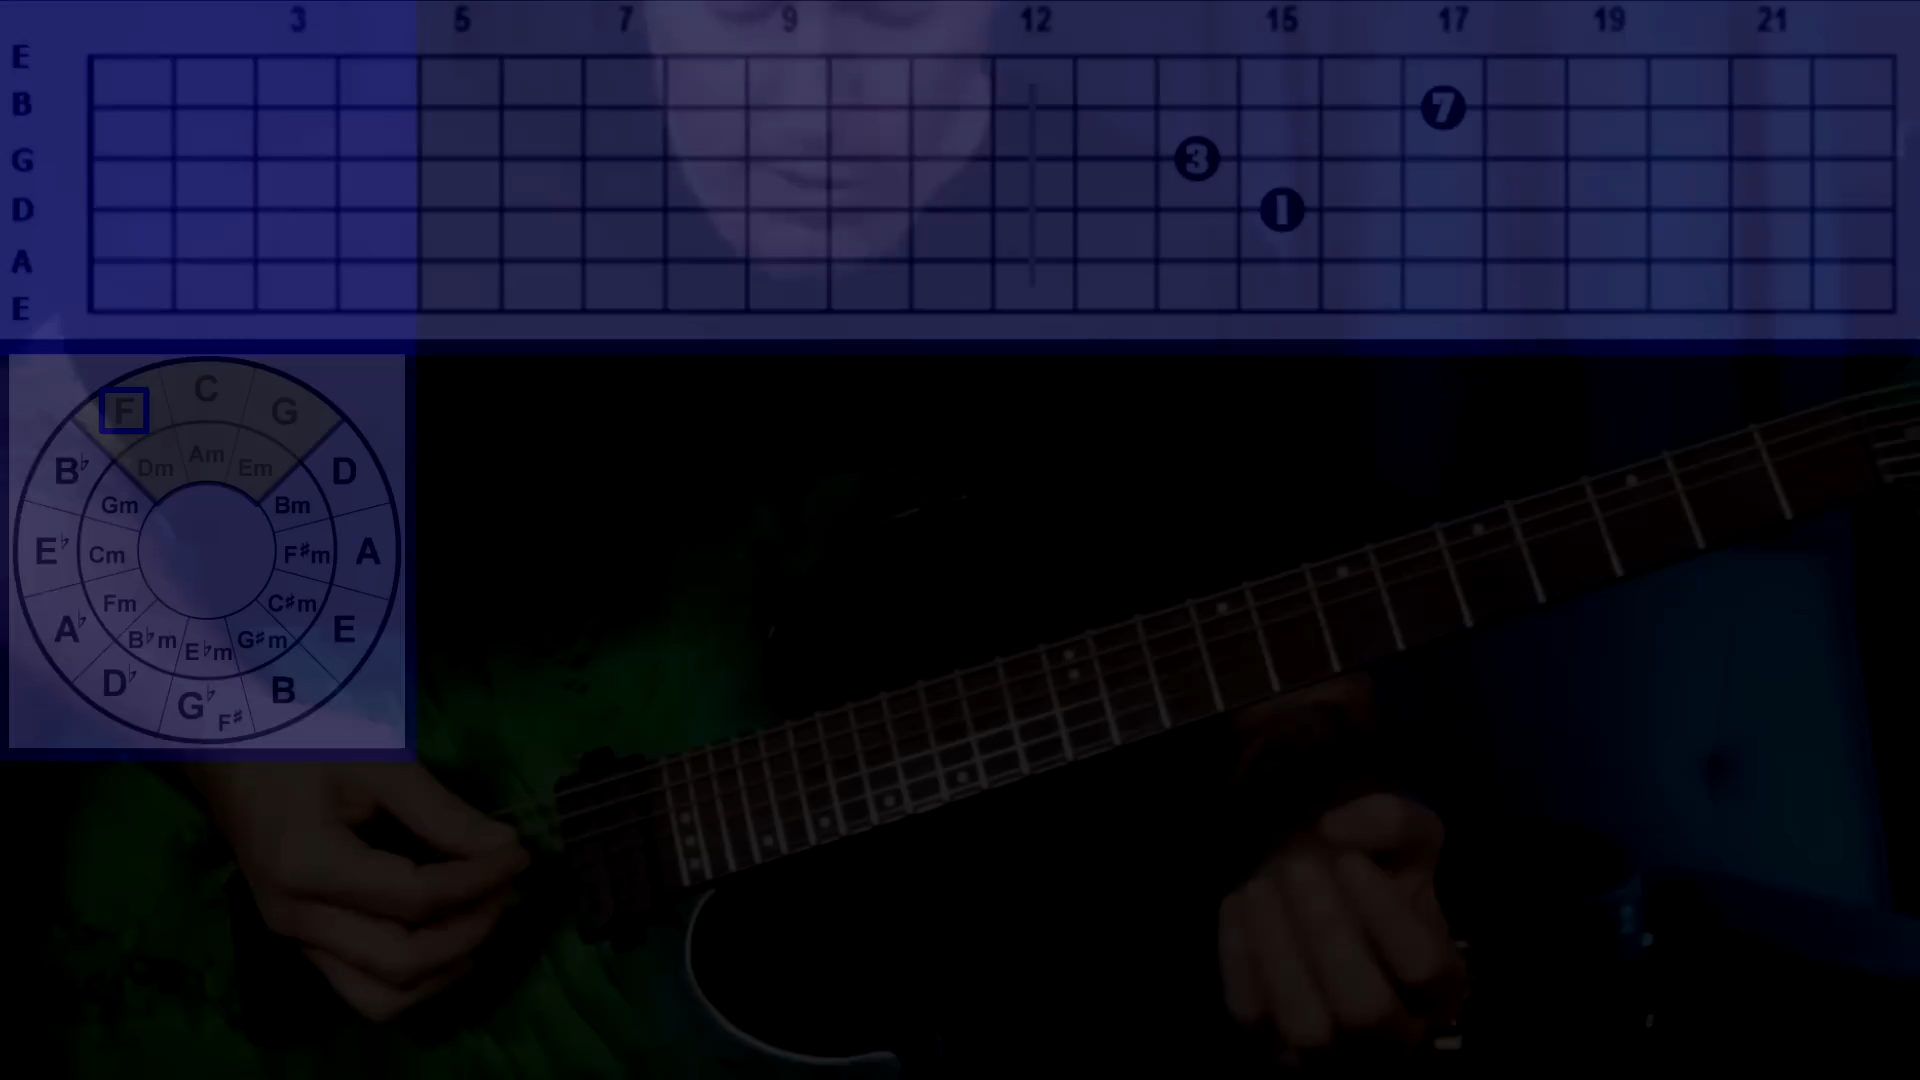 3 5 7 9 12 15 17 19 21
E
B 7
G 3
D 1
A
E
C
F G
B♭ Dm Am Em D
Gm Bm
E♭ Cm F♯m A
Fm C♯m
A♭ B♭m E♭m G♯m E
D♭ B
G♭ F♯